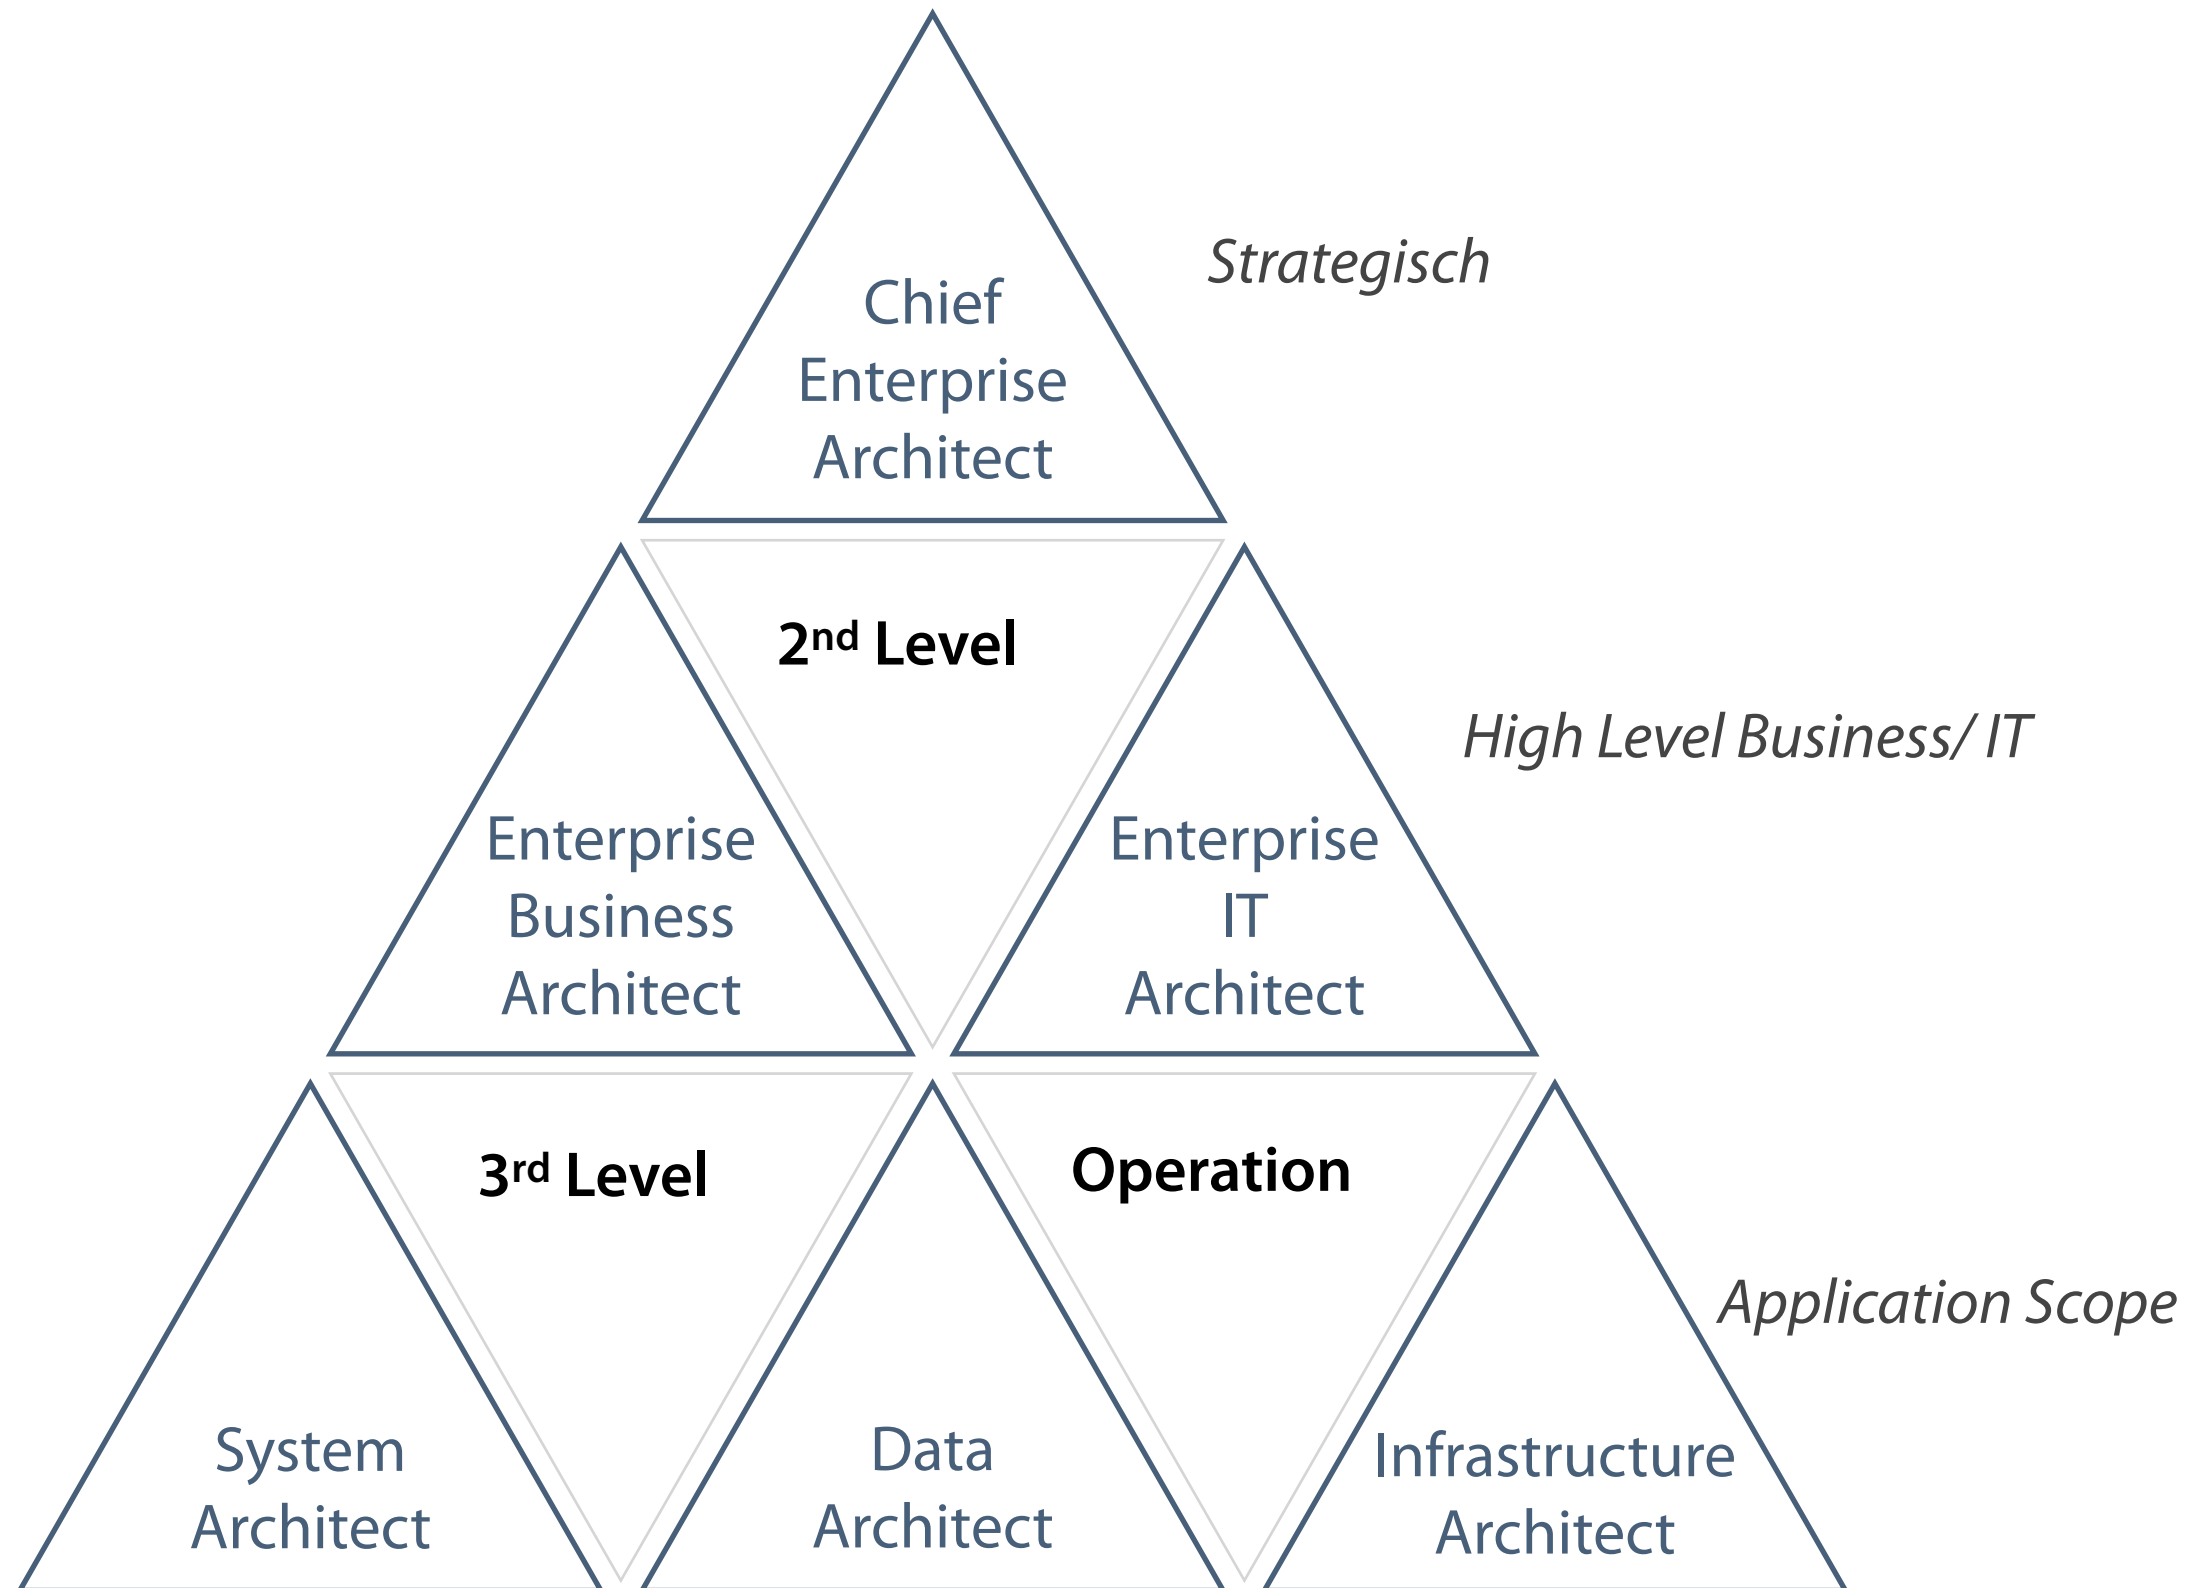 Strategisch
Chief
Enterprise
Architect
2nd Level
High Level Business/ IT
Enterprise
Business
Architect
Enterprise
IT
Architect
3rd Level
Operation
Application Scope
System
Architect
Data
Architect
Infrastructure
Architect